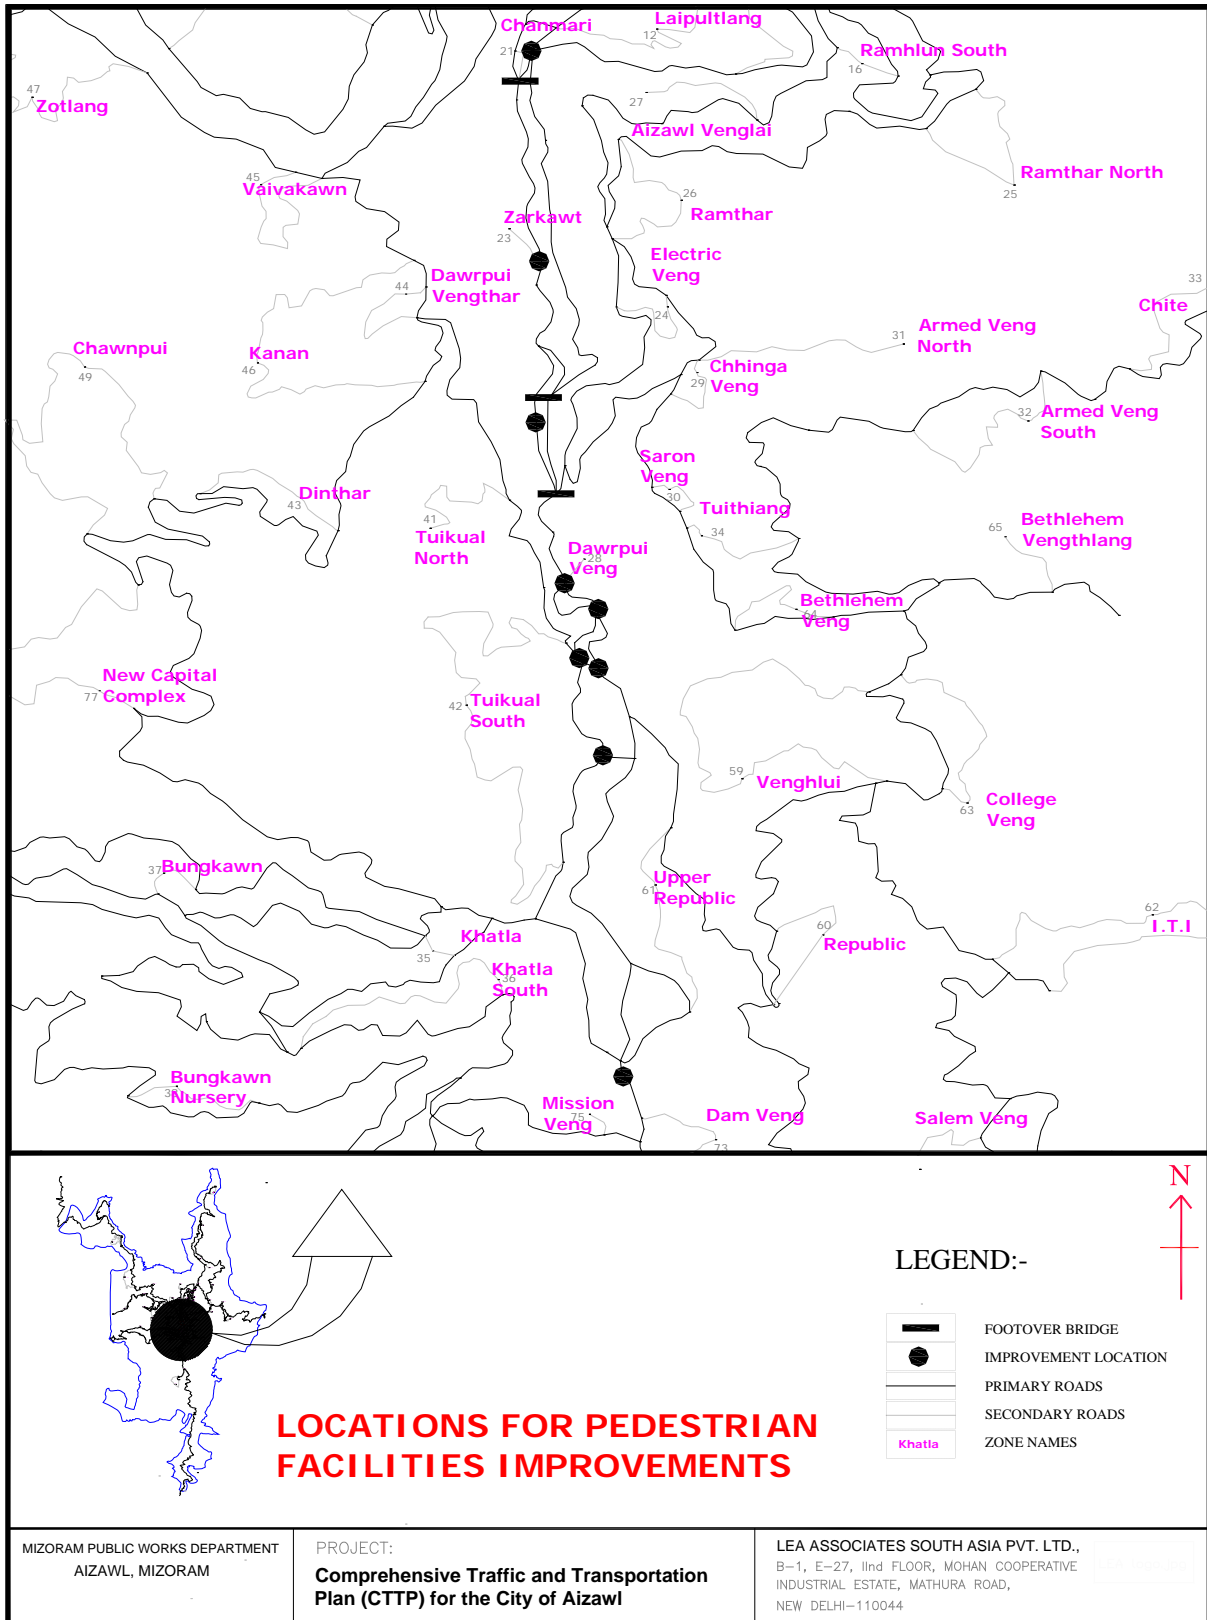 Chanmari
Laipultlang
12
21
Ramhlun South
16
47
Zotlang
27
Aizawl Venglai
45
Vaivakawn
Ramthar North
25
26
Ramthar
Zarkawt
23
Electric
Veng
Dawrpui
Vengthar
44
24
33
Chite
Chawnpui
49
Kanan
46
31
Armed Veng
North
Chhinga
Veng
29
32
Armed Veng
South
Saron
Veng
30
Dinthar
43
Tuithiang
34
41
Tuikual
North
65
Bethlehem
Vengthlang
Dawrpui
Veng
28
Bethlehem
Veng
64
New Capital
Complex
77
Tuikual
South
42
59
Venghlui
College
Veng
63
37
Bungkawn
Upper
Republic
61
60
Republic
62
I.T.I
Khatla
35
Khatla
South
36
Bungkawn
Nursery
38
Mission
Veng
75
Dam Veng
73
Salem Veng
N
LEGEND:-
FOOTOVER BRIDGE
IMPROVEMENT LOCATION
PRIMARY ROADS
SECONDARY ROADS
Khatla
ZONE NAMES
LOCATIONS FOR PEDESTRIAN
FACILITIES IMPROVEMENTS
MIZORAM PUBLIC WORKS DEPARTMENT
AIZAWL, MIZORAM
PROJECT:
Comprehensive Traffic and Transportation
Plan (CTTP) for the City of Aizawl
LEA ASSOCIATES SOUTH ASIA PVT. LTD.,
B-1, E-27, IInd FLOOR, MOHAN COOPERATIVE
INDUSTRIAL ESTATE, MATHURA ROAD,
NEW DELHI-110044